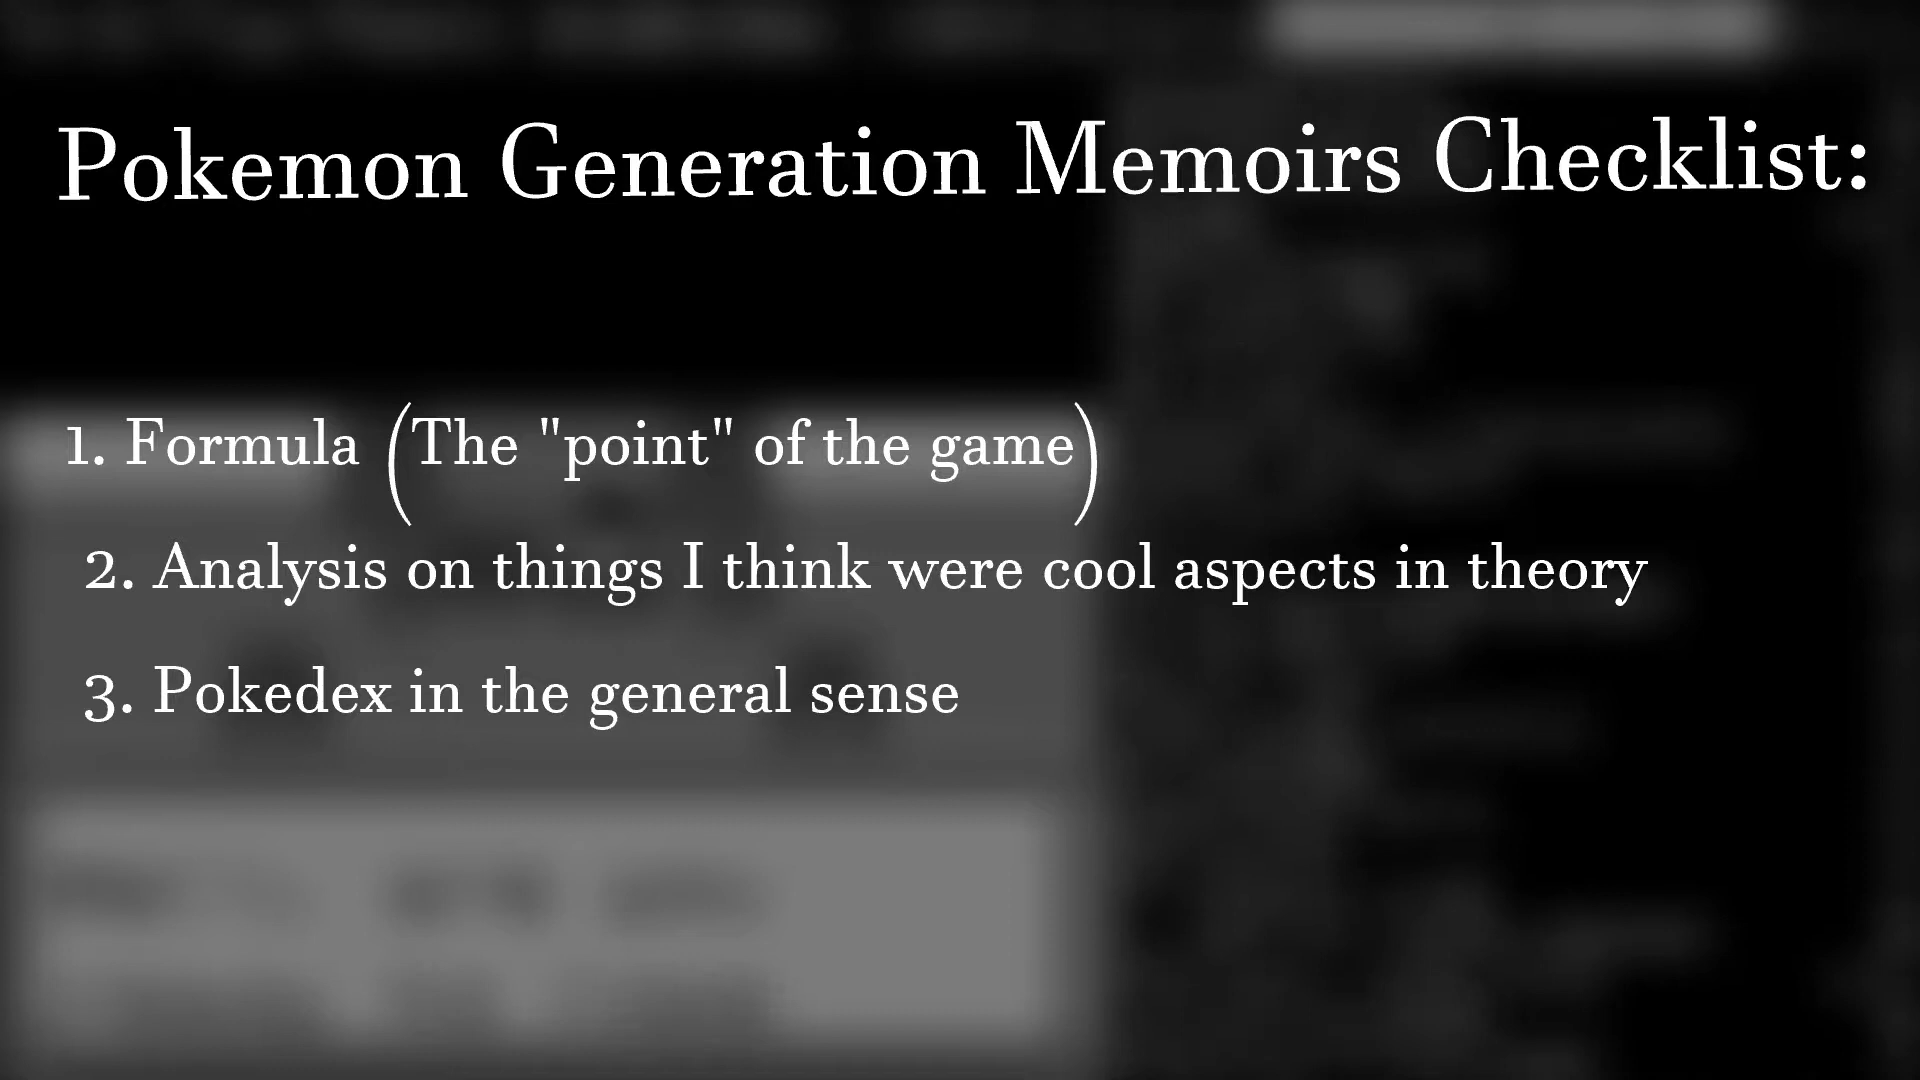 Pokemon Generation Memoirs Checklist:
1. Formula (The "point" of the game)
2. Analysis on things I think were cool aspects in theory
3. Pokedex in the general sense